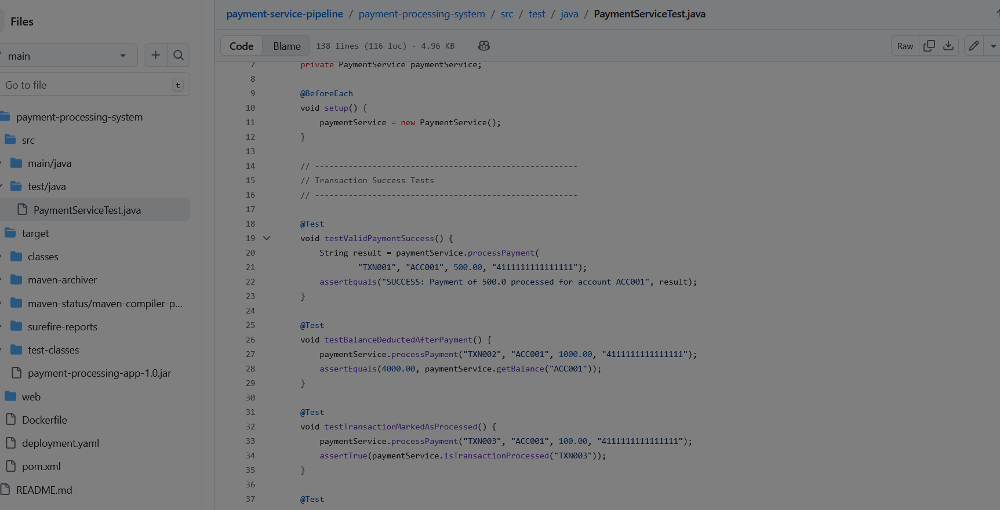 Files
main
Go to file
t
payment-processing-system
src
main/java
test/java
PaymentServiceTest.java
target
classes
maven-archiver
maven-status/maven-compiler-p...
surefire-reports
test-classes
payment-processing-app-1.0.jar
web
Dockerfile
deployment.yaml
pom.xml
README.md
payment-service-pipeline / payment-processing-system / src / test / java / PaymentServiceTest.java
Code Blame 138 lines (116 loc) · 4.96 KB Raw
7 private PaymentService paymentService;
8
9 @BeforeEach
10 void setup() {
11 paymentService = new PaymentService();
12 }
13
14 // -------------------------------------------------------
15 // Transaction Success Tests
16 // -------------------------------------------------------
17
18 @Test
19 void testValidPaymentSuccess() {
20 String result = paymentService.processPayment(
21 "TXN001", "ACC001", 500.00, "4111111111111111");
22 assertEquals("SUCCESS: Payment of 500.0 processed for account ACC001", result);
23 }
24
25 @Test
26 void testBalanceDeductedAfterPayment() {
27 paymentService.processPayment("TXN002", "ACC001", 1000.00, "4111111111111111");
28 assertEquals(4000.00, paymentService.getBalance("ACC001"));
29 }
30
31 @Test
32 void testTransactionMarkedAsProcessed() {
33 paymentService.processPayment("TXN003", "ACC001", 100.00, "4111111111111111");
34 assertTrue(paymentService.isTransactionProcessed("TXN003"));
35 }
36
37 @Test